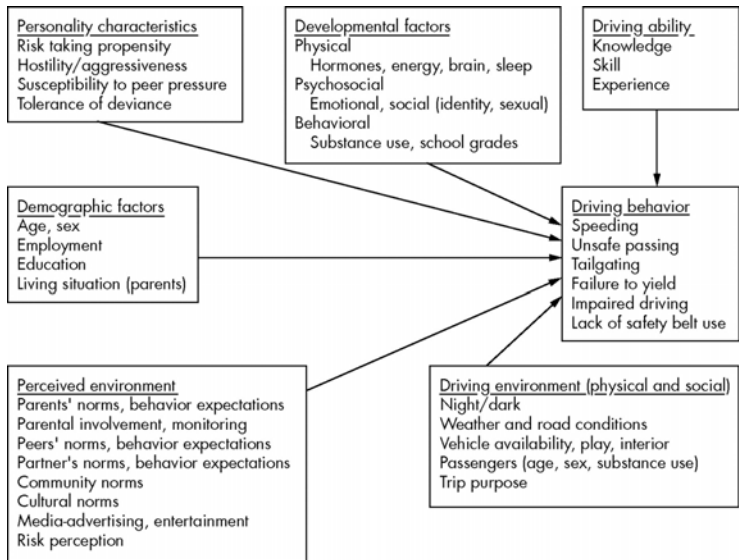 Personality characteristics
Risk taking propensity
Hostility/aggressiveness
Susceptibility to peer pressure
Tolerance of deviance
Developmental factors
Physical
Hormones, energy, brain, sleep
Psychosocial
Emotional, social (identity, sexual)
Behavioral
Substance use, school grades
Driving ability
Knowledge
Skill
Experience
Demographic factors
Age, sex
Employment
Education
Living situation (parents)
Driving behavior
Speeding
Unsafe passing
Tailgating
Failure to yield
Impaired driving
Lack of safety belt use
Perceived environment
Parents' norms, behavior expectations
Parental involvement, monitoring
Peers' norms, behavior expectations
Partner's norms, behavior expectations
Community norms
Cultural norms
Media-advertising, entertainment
Risk perception
Driving environment (physical and social)
Night/dark
Weather and road conditions
Vehicle availability, play, interior
Passengers (age, sex, substance use)
Trip purpose